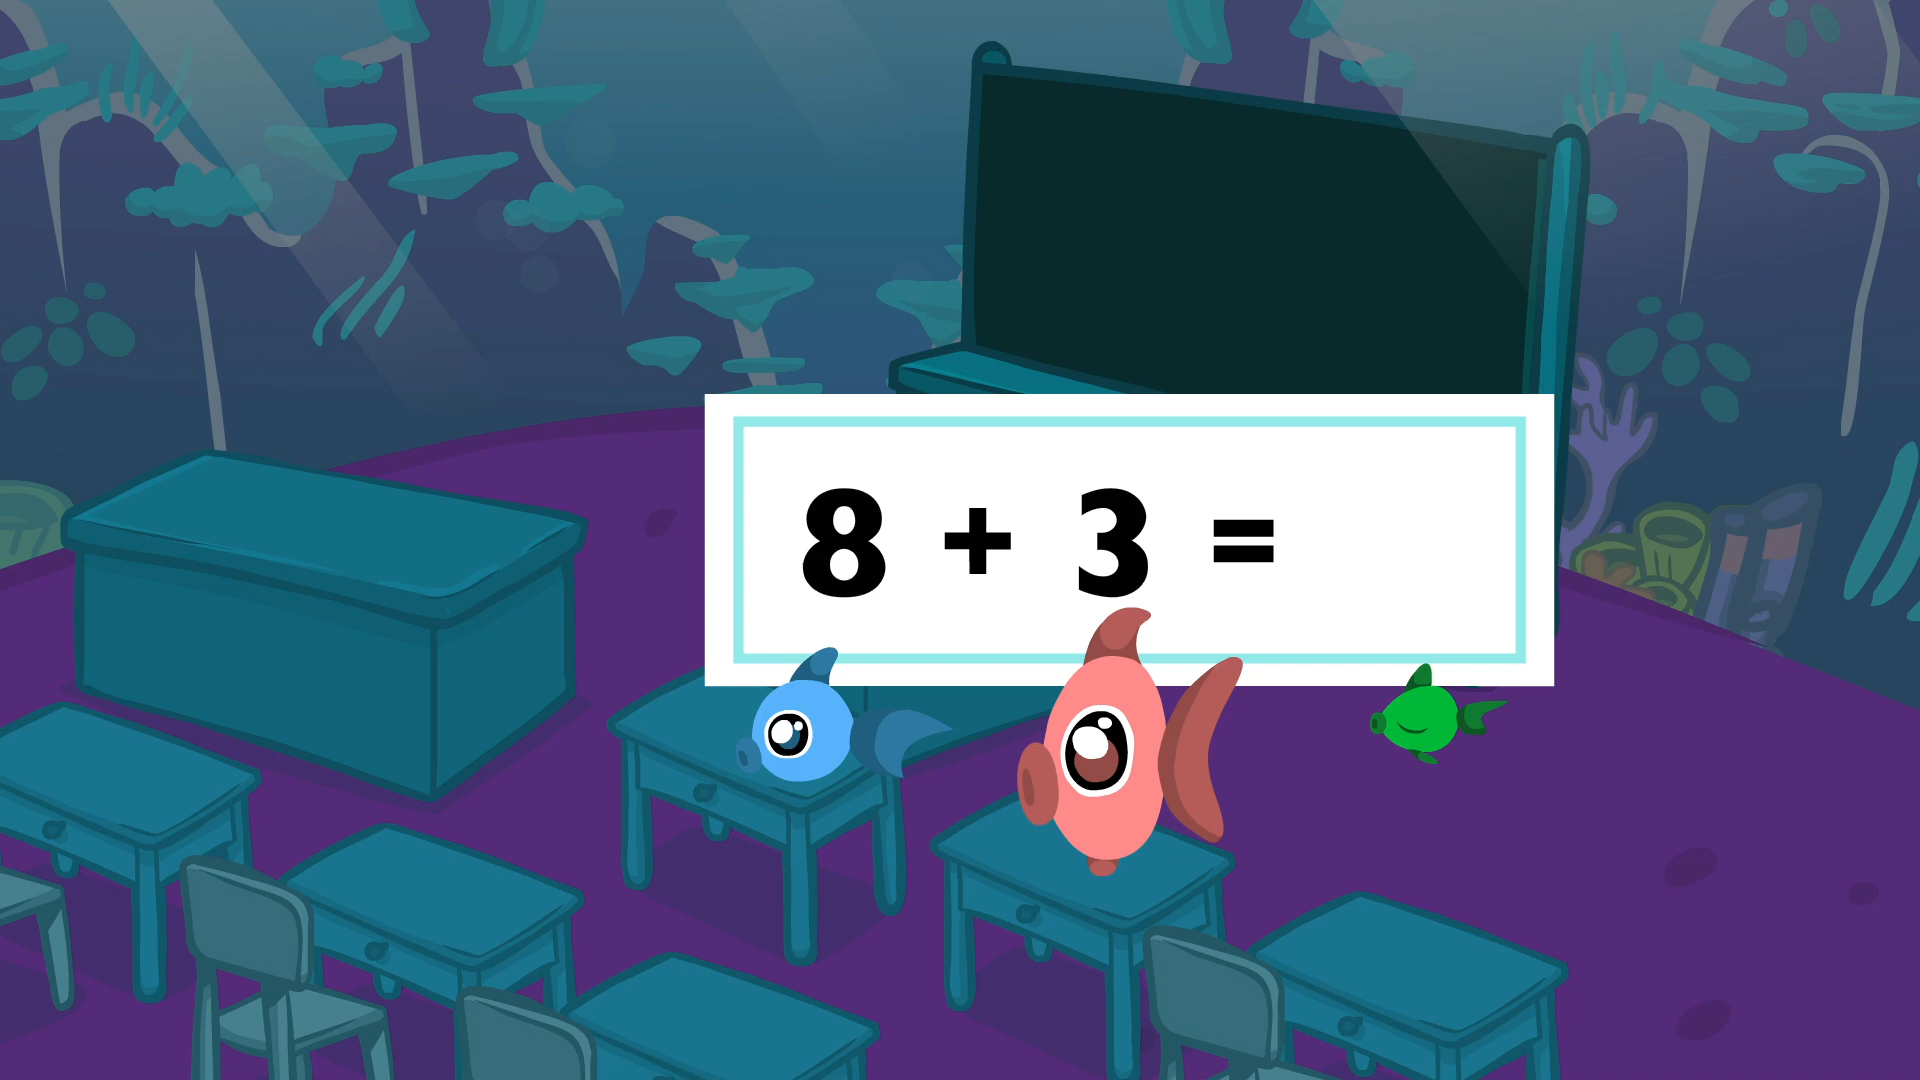 8 + 3 =